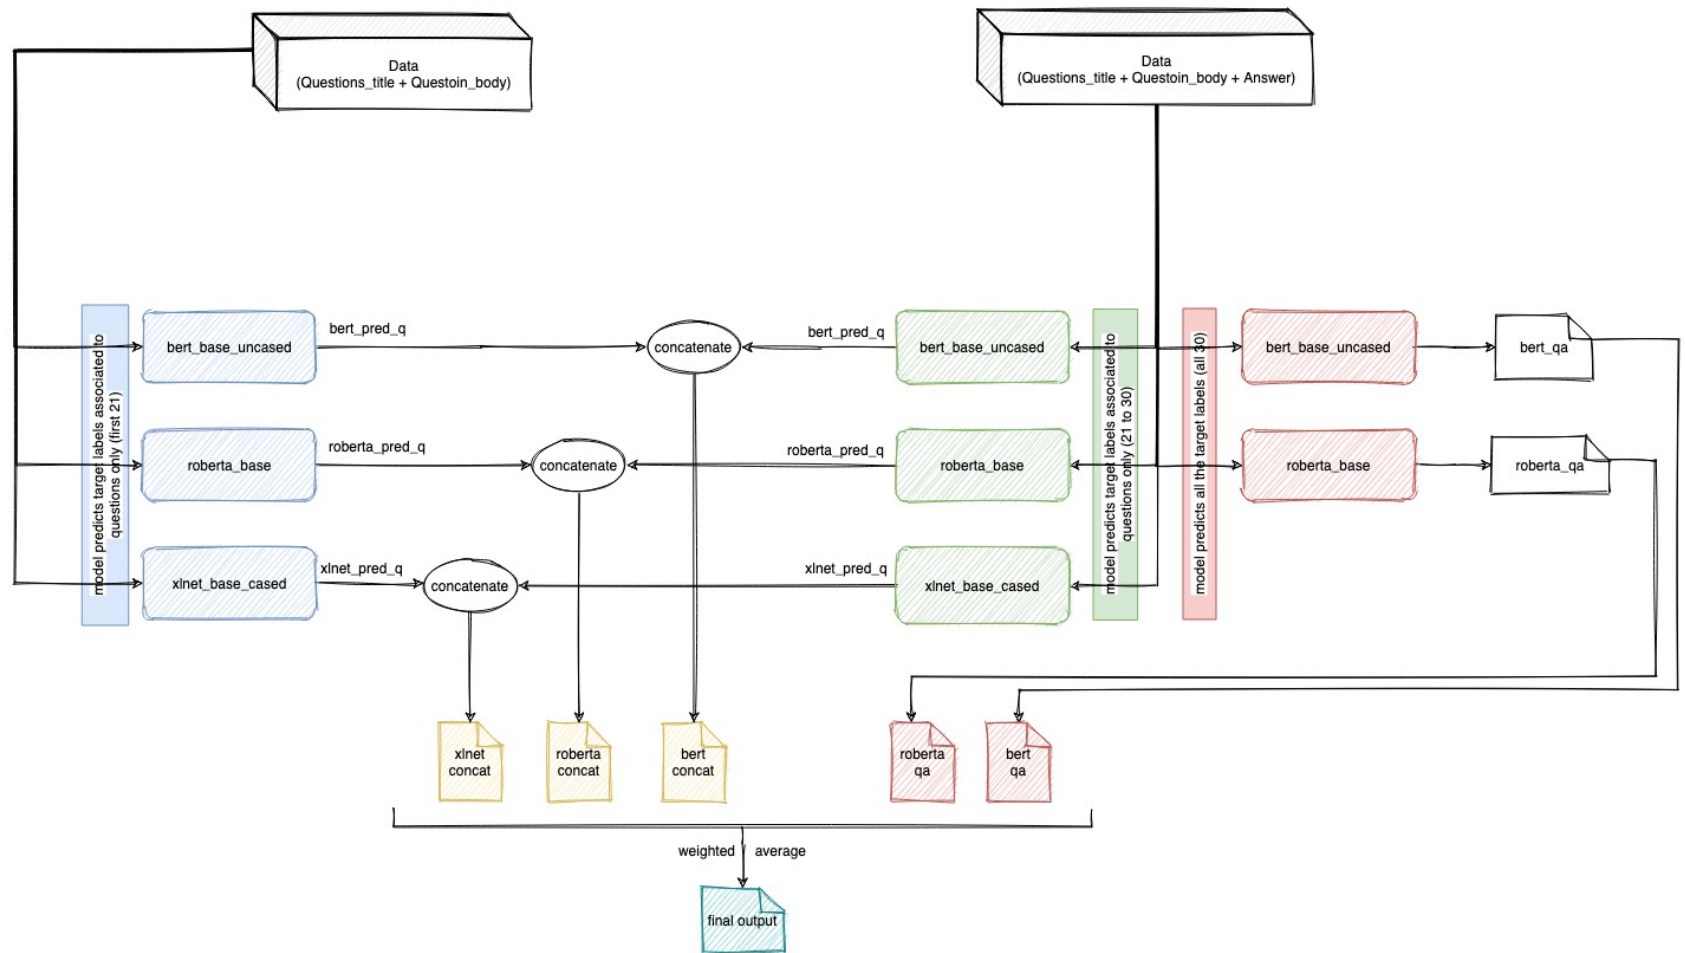 Data
(Questions_title + Questoin_body)
Data
(Questions_title + Questoin_body + Answer)
model predicts target labels associated to
questions only (first 21)
bert_base_uncased
bert_pred_q
concatenate
bert_pred_q
bert_base_uncased
model predicts target labels associated to
questions only (21 to 30)
model predicts all the target labels (all 30)
bert_base_uncased
bert_qa
roberta_base
roberta_pred_q
concatenate
roberta_pred_q
roberta_base
roberta_base
roberta_qa
xlnet_base_cased
xlnet_pred_q
concatenate
xlnet_pred_q
xlnet_base_cased
xlnet
concat
roberta
concat
bert
concat
roberta
qa
bert
qa
weighted average
final output